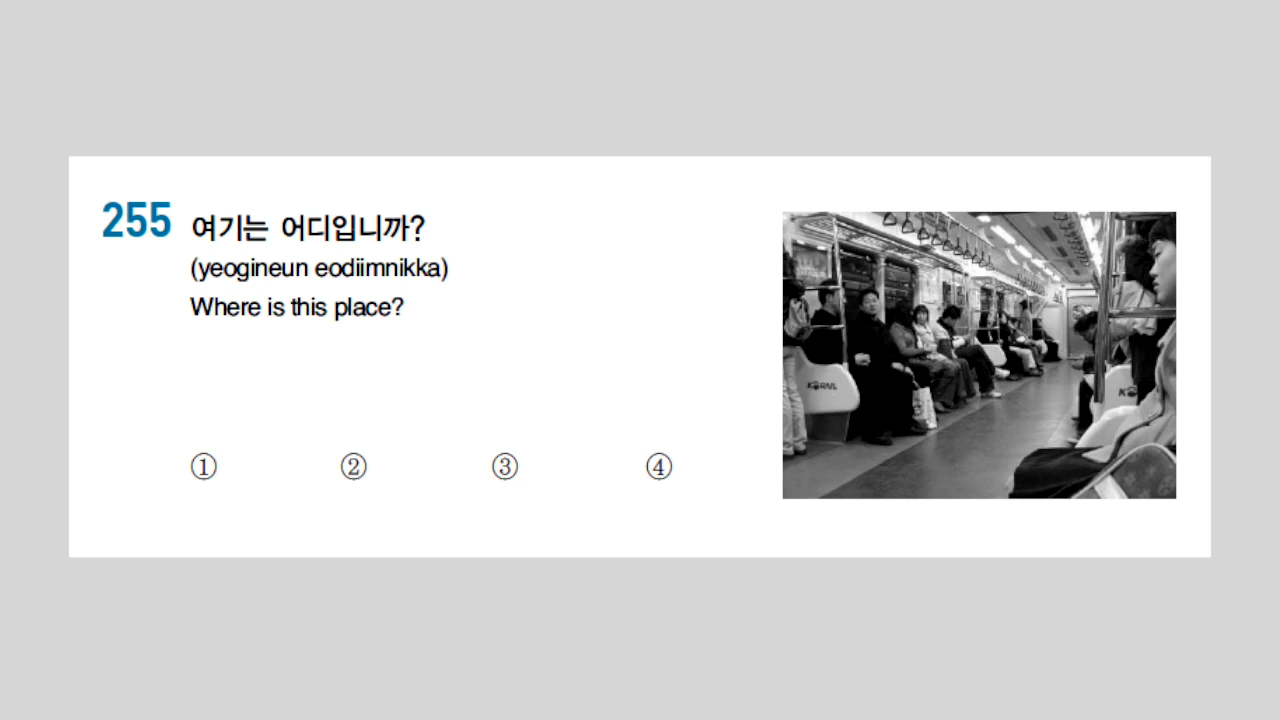 255 여기는 어디입니까?
(yeogineun eodiimnikka)
Where is this place?
① ② ③ ④
KORAIL